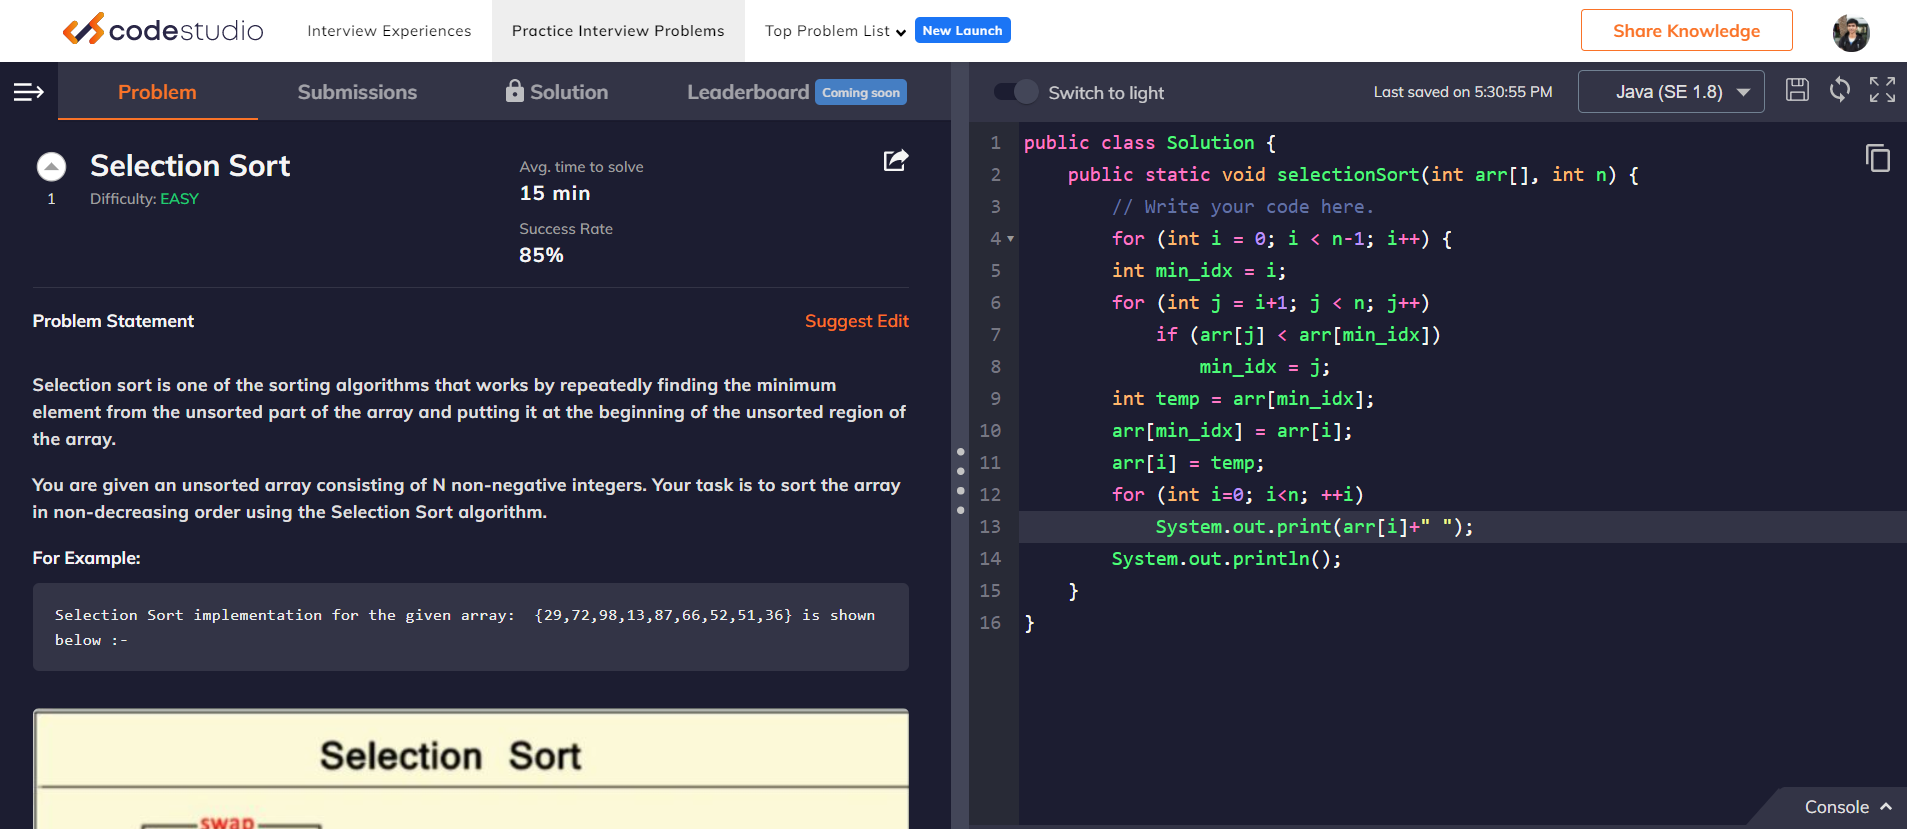 codestudio
Interview Experiences
Practice Interview Problems
Top Problem List
New Launch
Share Knowledge
Problem
Submissions
Solution
Leaderboard
Coming soon
Selection Sort
1
Difficulty: EASY
Avg. time to solve
15 min
Success Rate
85%
Problem Statement
Suggest Edit
Selection sort is one of the sorting algorithms that works by repeatedly finding the minimum
element from the unsorted part of the array and putting it at the beginning of the unsorted region of
the array.
You are given an unsorted array consisting of N non-negative integers. Your task is to sort the array
in non-decreasing order using the Selection Sort algorithm.
For Example:
Selection Sort implementation for the given array:  {29,72,98,13,87,66,52,51,36} is shown
below :-
Selection Sort
swap
Switch to light
Last saved on 5:30:55 PM
Java (SE 1.8)
1 public class Solution {
2     public static void selectionSort(int arr[], int n) {
3         // Write your code here.
4         for (int i = 0; i < n-1; i++) {
5         int min_idx = i;
6         for (int j = i+1; j < n; j++)
7             if (arr[j] < arr[min_idx])
8                 min_idx = j;
9         int temp = arr[min_idx];
10         arr[min_idx] = arr[i];
11         arr[i] = temp;
12         for (int i=0; i<n; ++i)
13             System.out.print(arr[i]+" ");
14         System.out.println();
15     }
16 }
Console